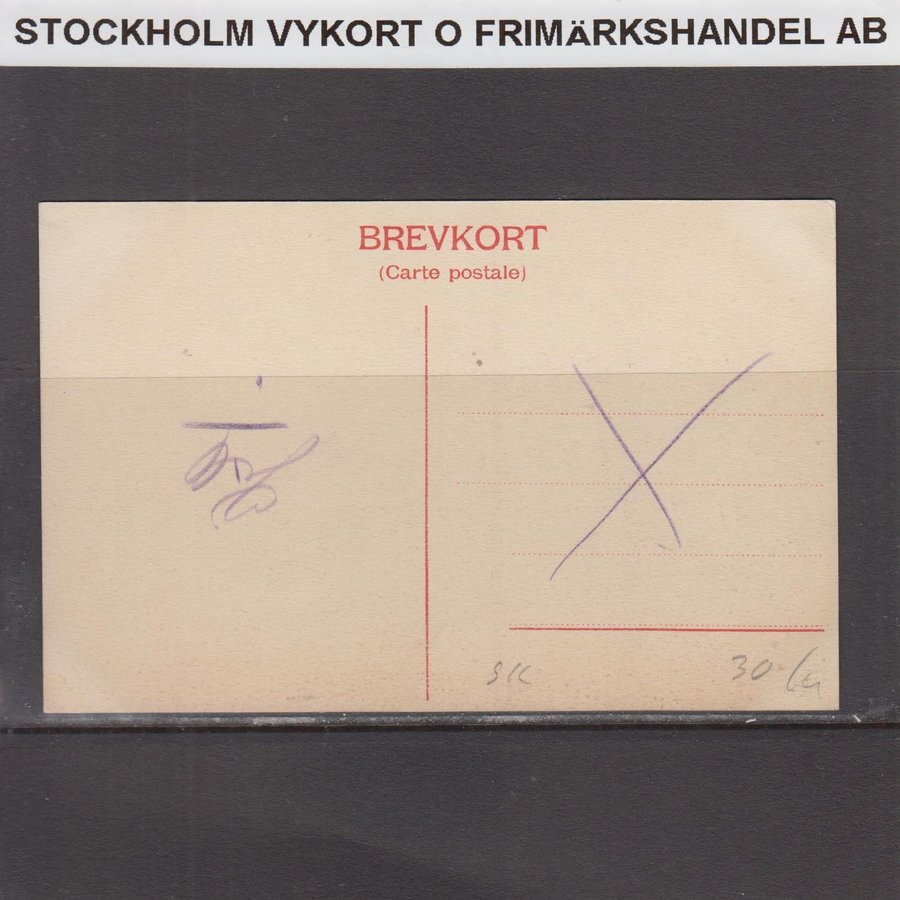 STOCKHOLM VYKORT O FRIMÄRKSHANDEL AB
BREVKORT
(Carte postale)
SK
30-